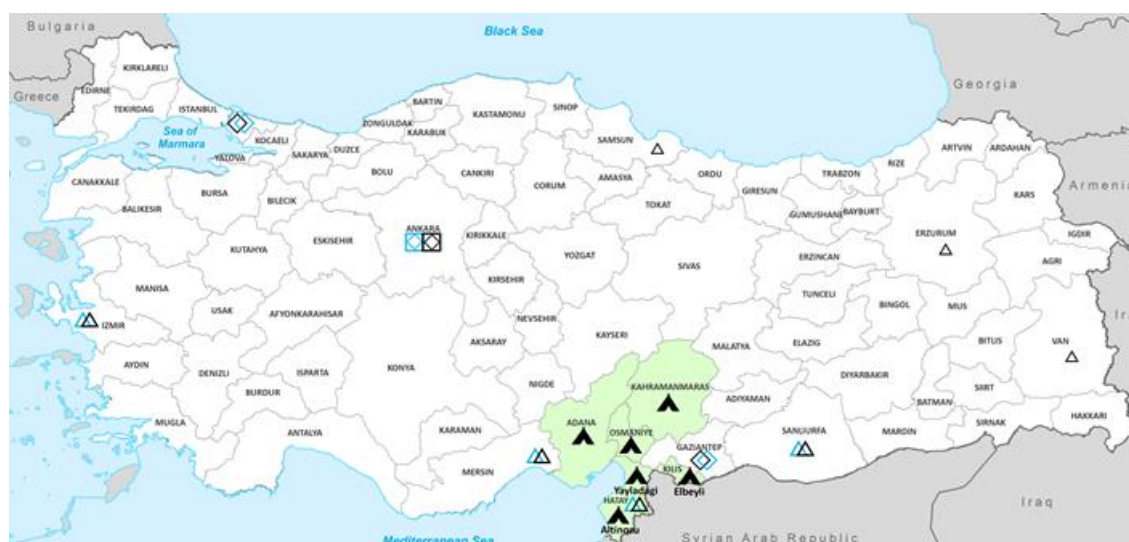 Bulgaria
Black Sea
Georgia
Greece
Armenia
KIRKLARELI
EDIRNE
TEKIRDAG
ISTANBUL
Sea of
Marmara
KOCAELI
YALOVA
SAKARYA
DUZCE
ZONGULDAK
BARTIN
KARABUK
KASTAMONU
SINOP
SAMSUN
BOLU
CANKIRI
CORUM
AMASYA
ORDU
TOKAT
GIRESUN
TRABZON
GUMUSHANE
BAYBURT
RIZE
ARTVIN
ARDAHAN
KARS
IGDIR
AGRI
ERZURUM
CANAKKALE
BALIKESIR
BURSA
BILECIK
KUTAHYA
ESKISEHIR
ANKARA
KIRIKKALE
KIRSEHIR
YOZGAT
SIVAS
ERZINCAN
TUNCELI
BINGOL
MUS
MANISA
USAK
AFYONKARAHISAR
IZMIR
AKSARAY
NEVSEHIR
KAYSERI
MALATYA
ELAZIG
BITUS
VAN
AYDIN
DENIZLI
ISPARTA
BURDUR
KONYA
NIGDE
KAHRAMANMARAS
ADIYAMAN
DIYARBAKIR
BATMAN
SIIRT
SIRNAK
HAKKARI
MUGLA
ANTALYA
KARAMAN
MERSIN
ADANA
OSMANIYE
GAZIANTEP
SANLIURFA
MARDIN
KILIS
Yayladagi
Elbeyli
HATAY
Altinozu
Iraq
Mediterranean Sea
Syrian Arab Republic